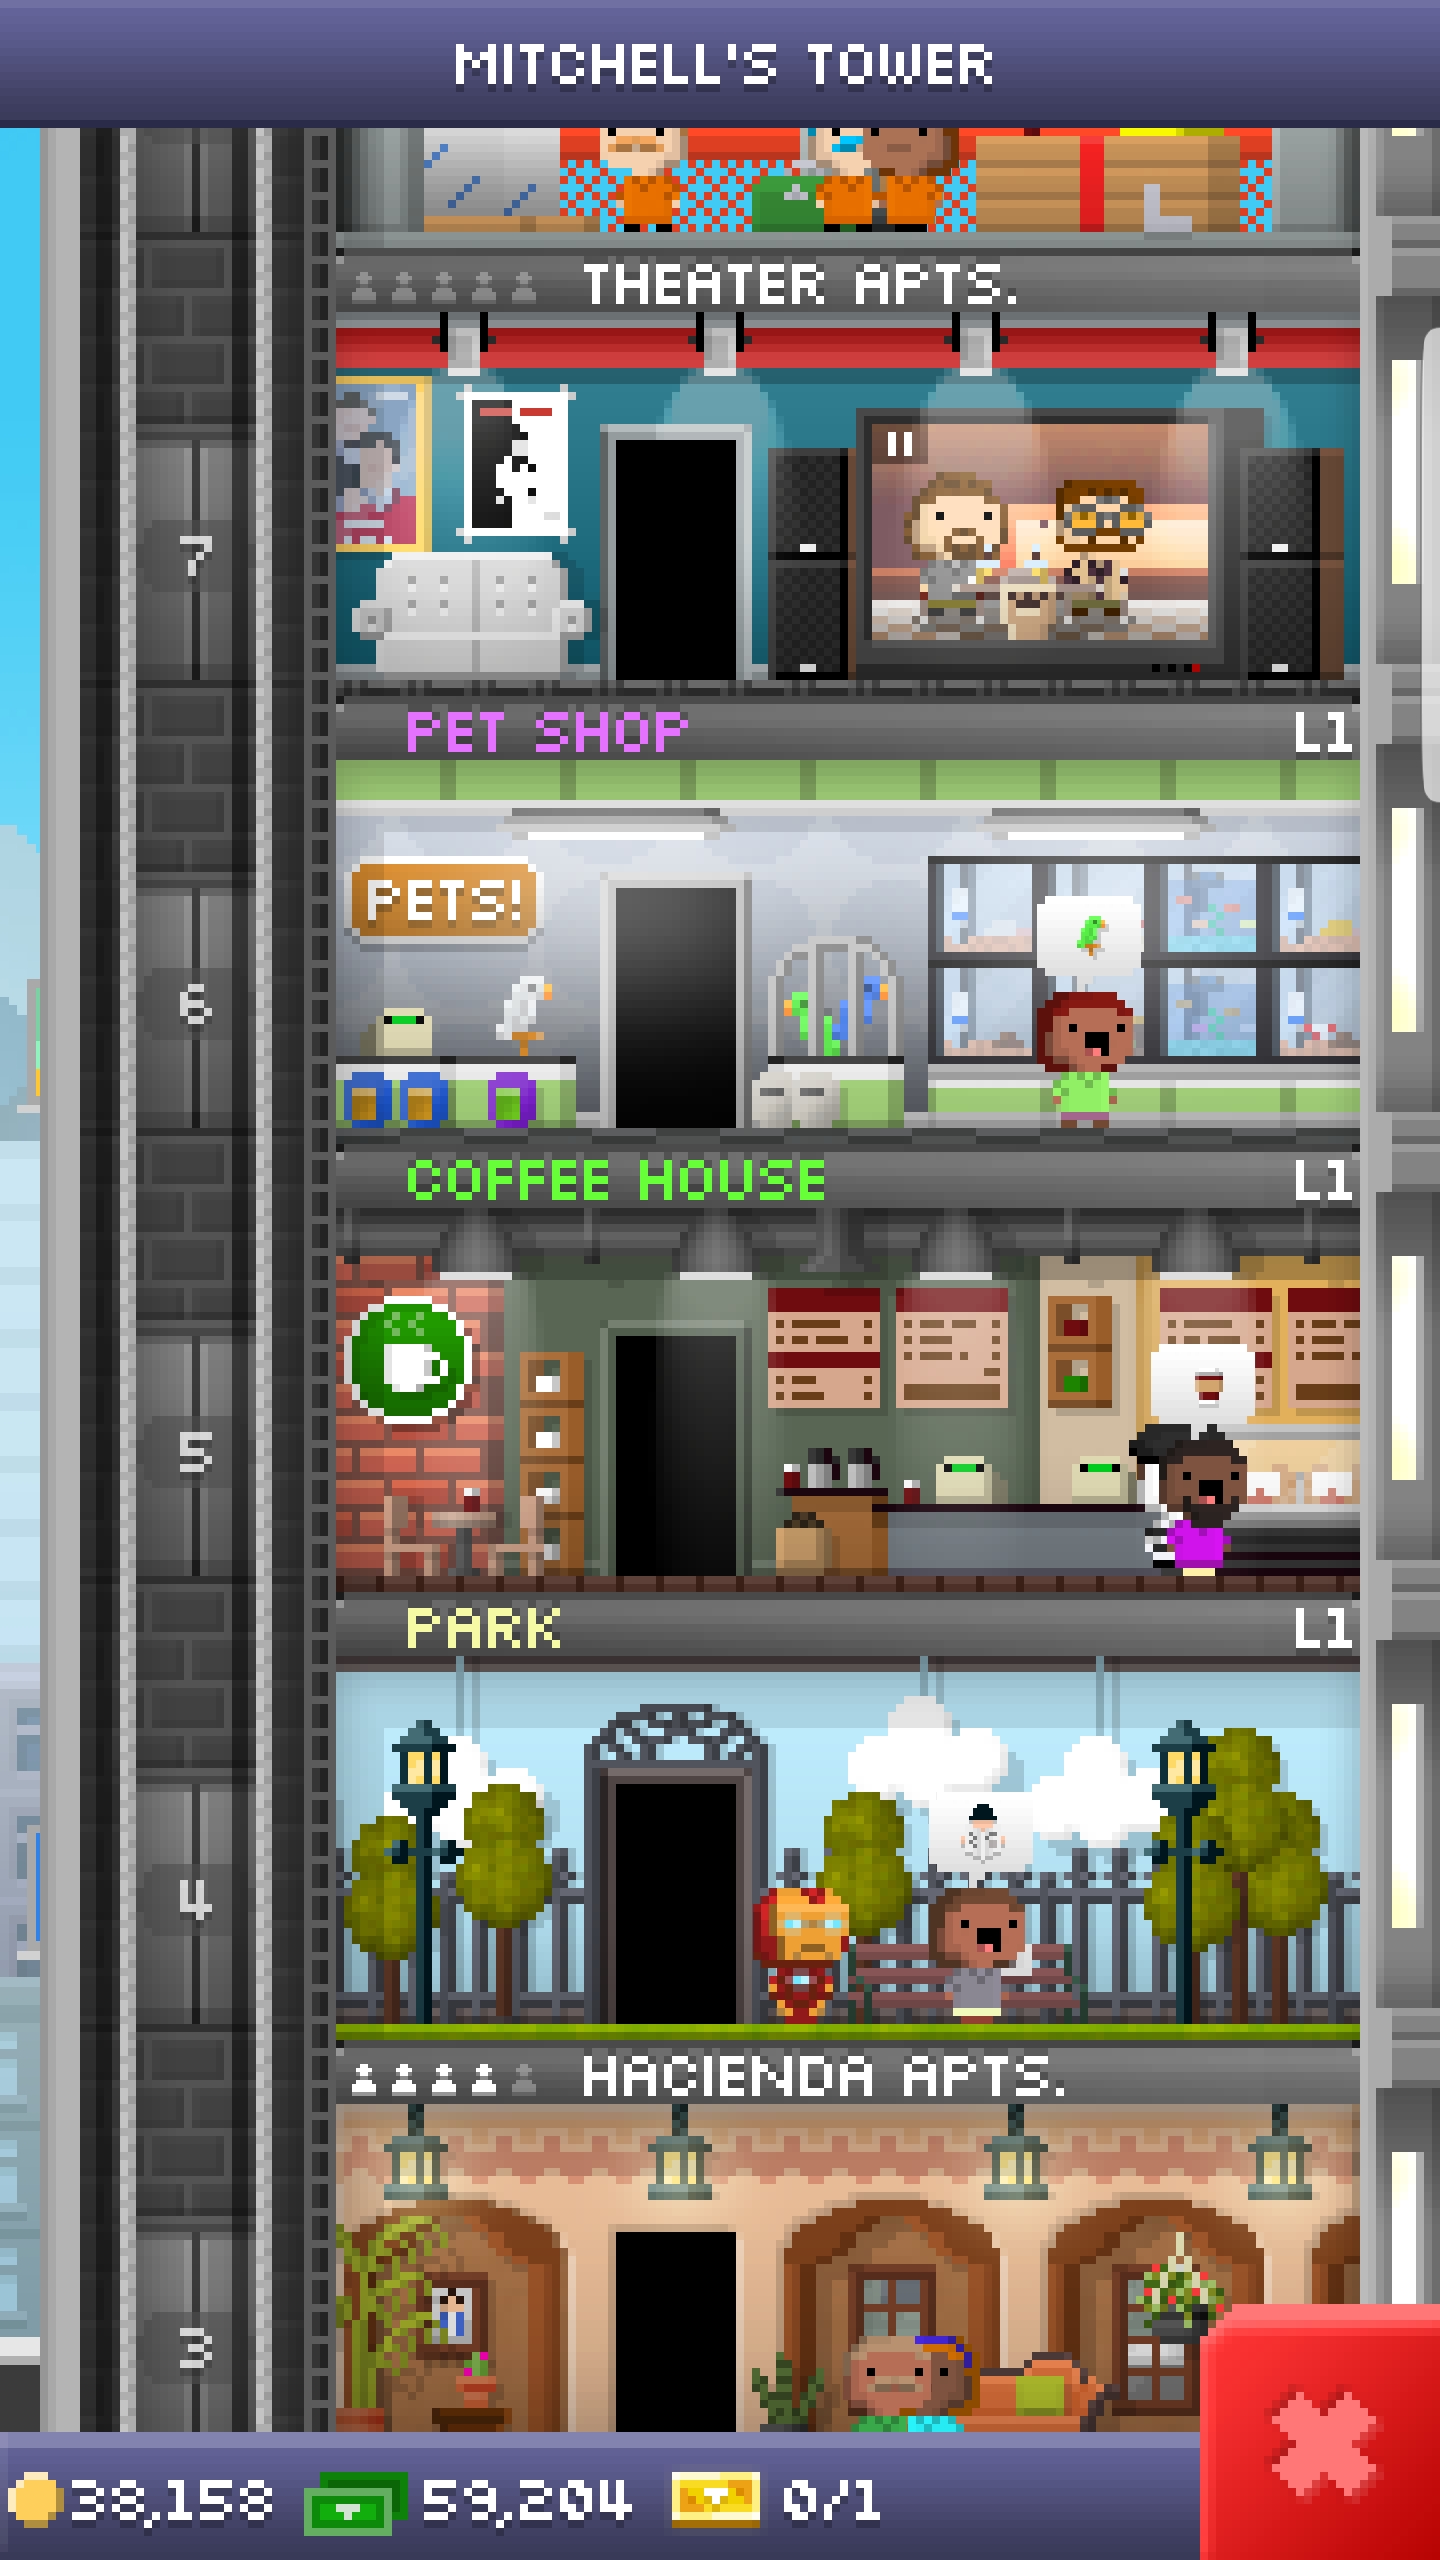 MITCHELL'S TOWER
THEATER APTS.
7
PET SHOP L1
PETS!
6
COFFEE HOUSE L1
5
PARK L1
4
HACIENDA APTS.
3
38,158 59,204 0/1